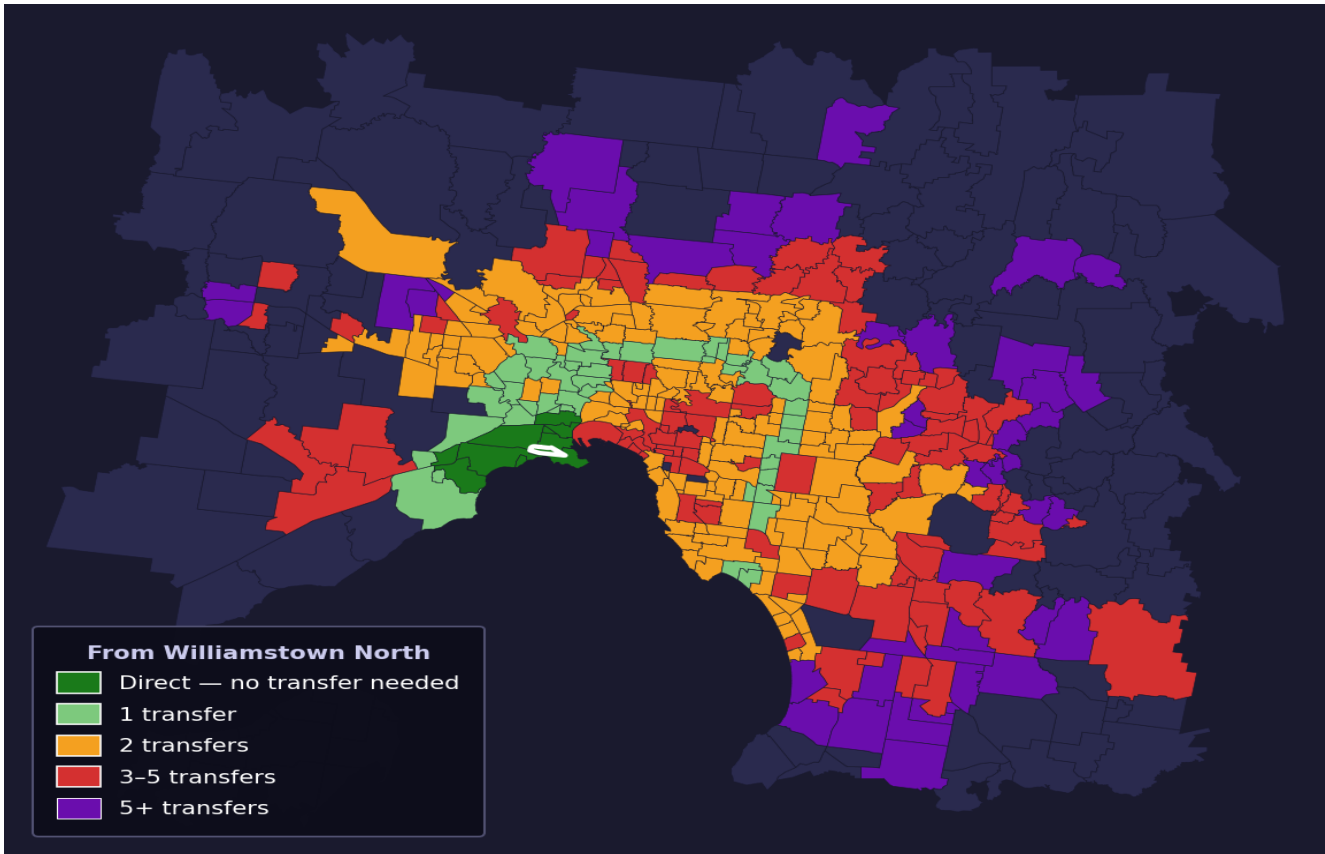 From Williamstown North
Direct — no transfer needed
1 transfer
2 transfers
3–5 transfers
5+ transfers